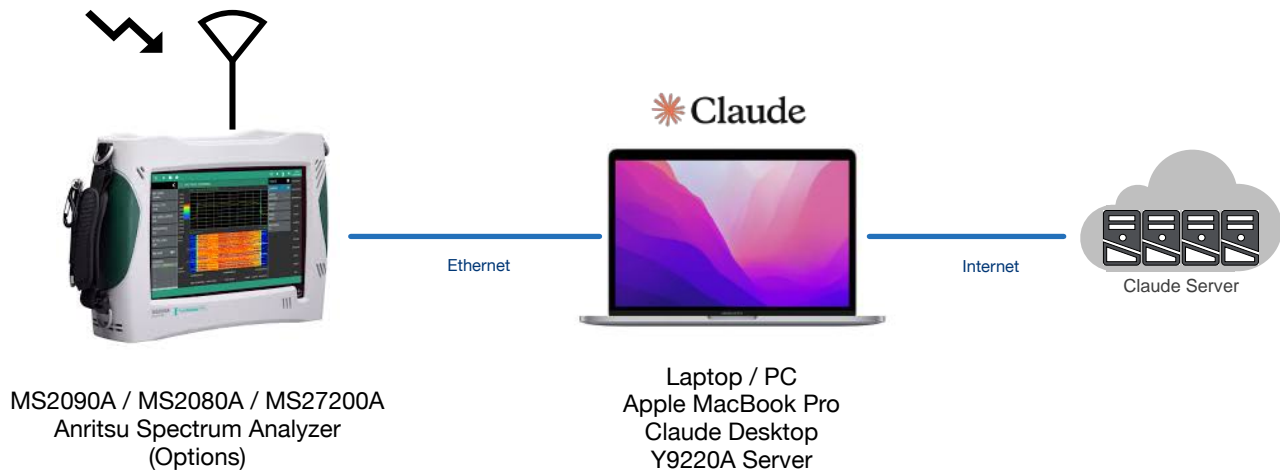 Claude
Ethernet
Internet
Claude Server
MS2090A / MS2080A / MS27200A
Anritsu Spectrum Analyzer
(Options)
Laptop / PC
Apple MacBook Pro
Claude Desktop
Y9220A Server